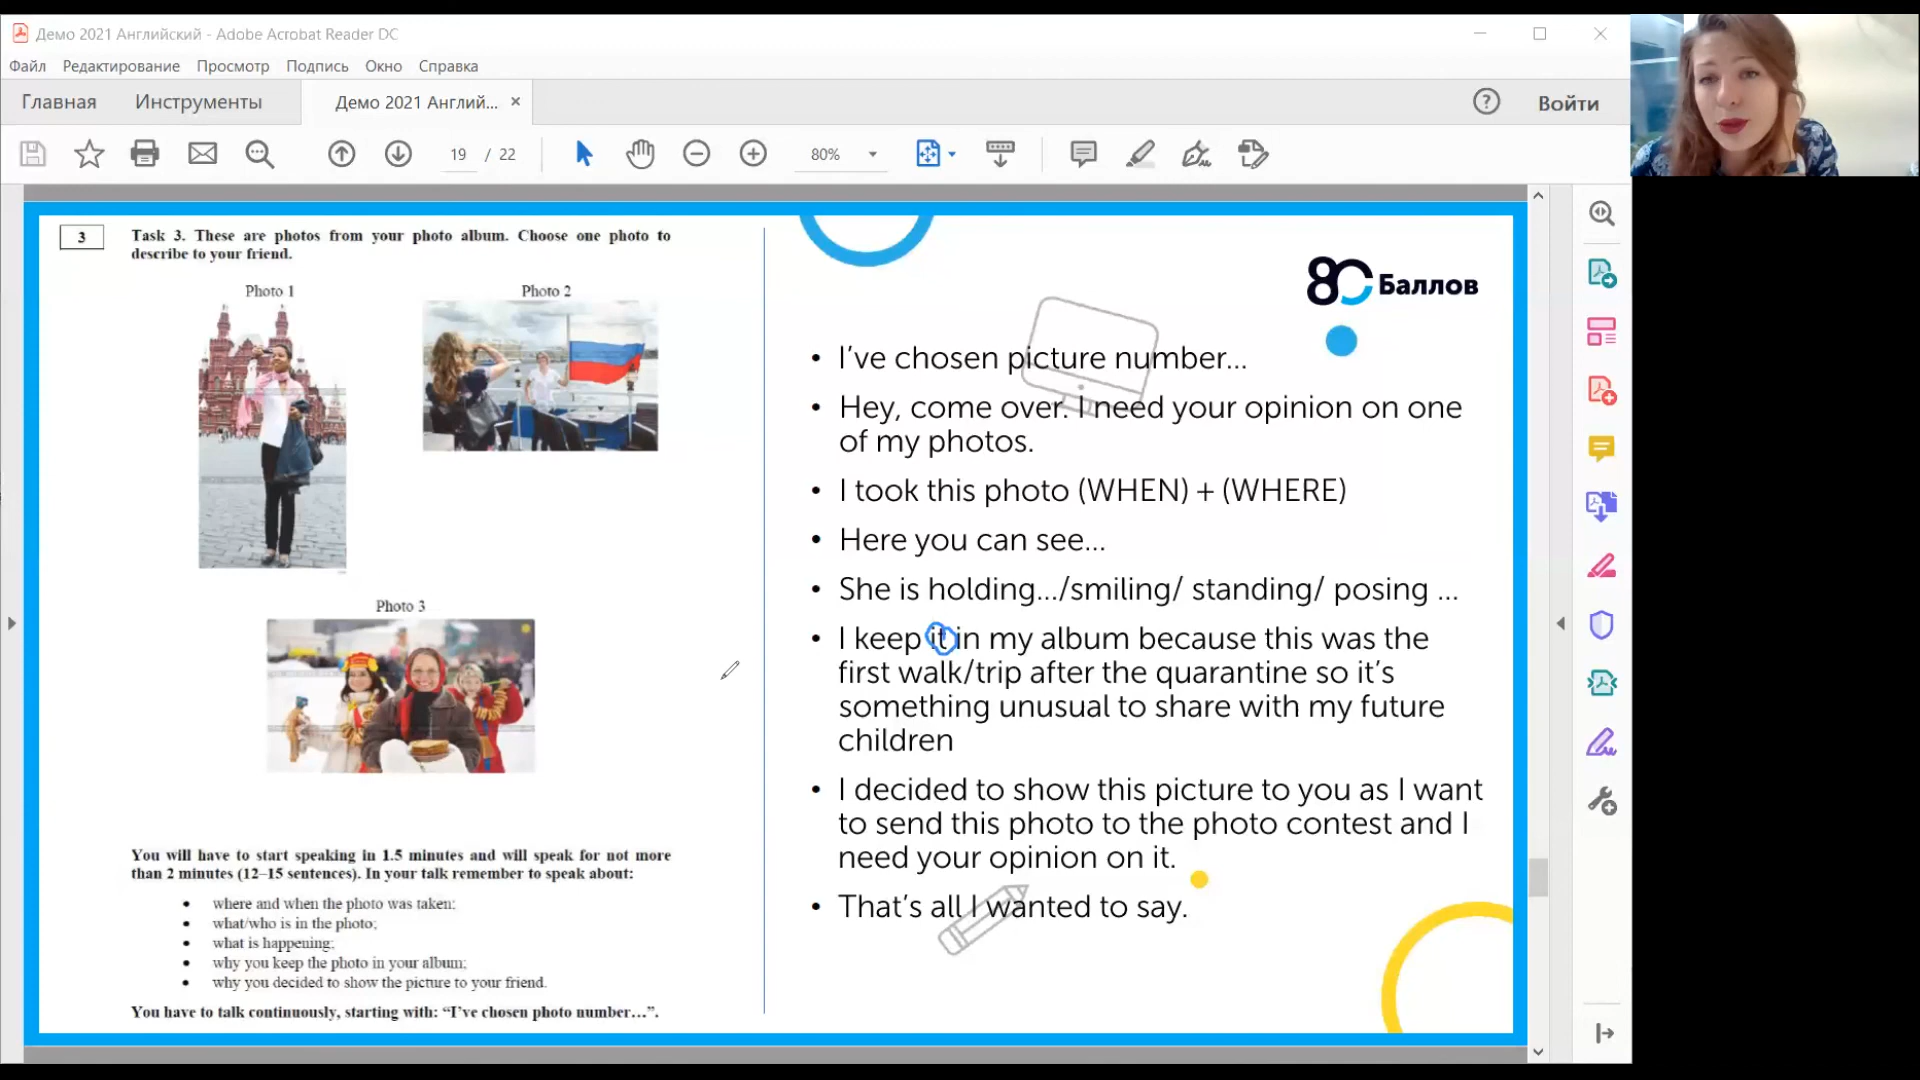 Демо 2021 Английский - Adobe Acrobat Reader DC
Файл Редактирование Просмотр Подпись Окно Справка
Главная Инструменты Демо 2021 Англий... × Войти
19 / 22 80%
3
Task 3. These are photos from your photo album. Choose one photo to
describe to your friend.
Photo 1 Photo 2
Photo 3
You will have to start speaking in 1.5 minutes and will speak for not more
than 2 minutes (12–15 sentences). In your talk remember to speak about:
• where and when the photo was taken;
• what/who is in the photo;
• what is happening;
• why you keep the photo in your album;
• why you decided to show the picture to your friend.
You have to talk continuously, starting with: “I’ve chosen photo number…”.
80 Баллов
• I’ve chosen picture number…
• Hey, come over. I need your opinion on one
of my photos.
• I took this photo (WHEN) + (WHERE)
• Here you can see…
• She is holding…/smiling/ standing/ posing …
• I keep it in my album because this was the
first walk/trip after the quarantine so it’s
something unusual to share with my future
children
• I decided to show this picture to you as I want
to send this photo to the photo contest and I
need your opinion on it.
• That’s all I wanted to say.